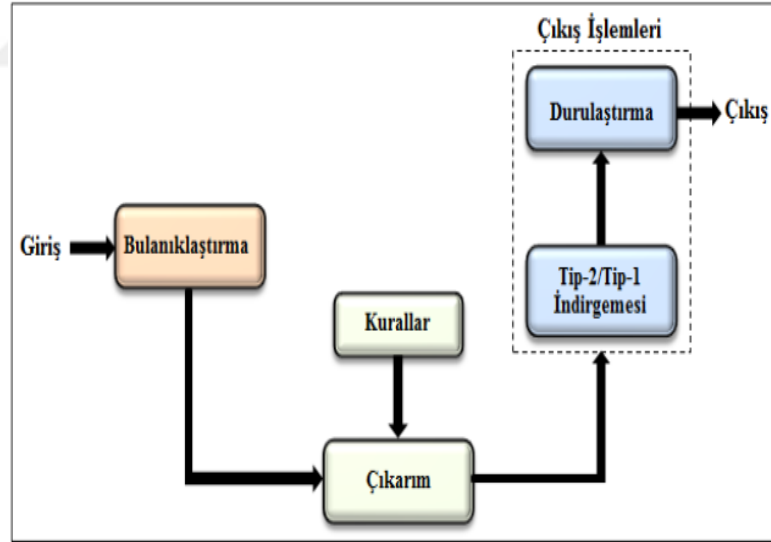 Çıkış İşlemleri
Durulaştırma
Çıkış
Giriş
Bulanıklaştırma
Tip-2/Tip-1
İndirgemesi
Kurallar
Çıkarım